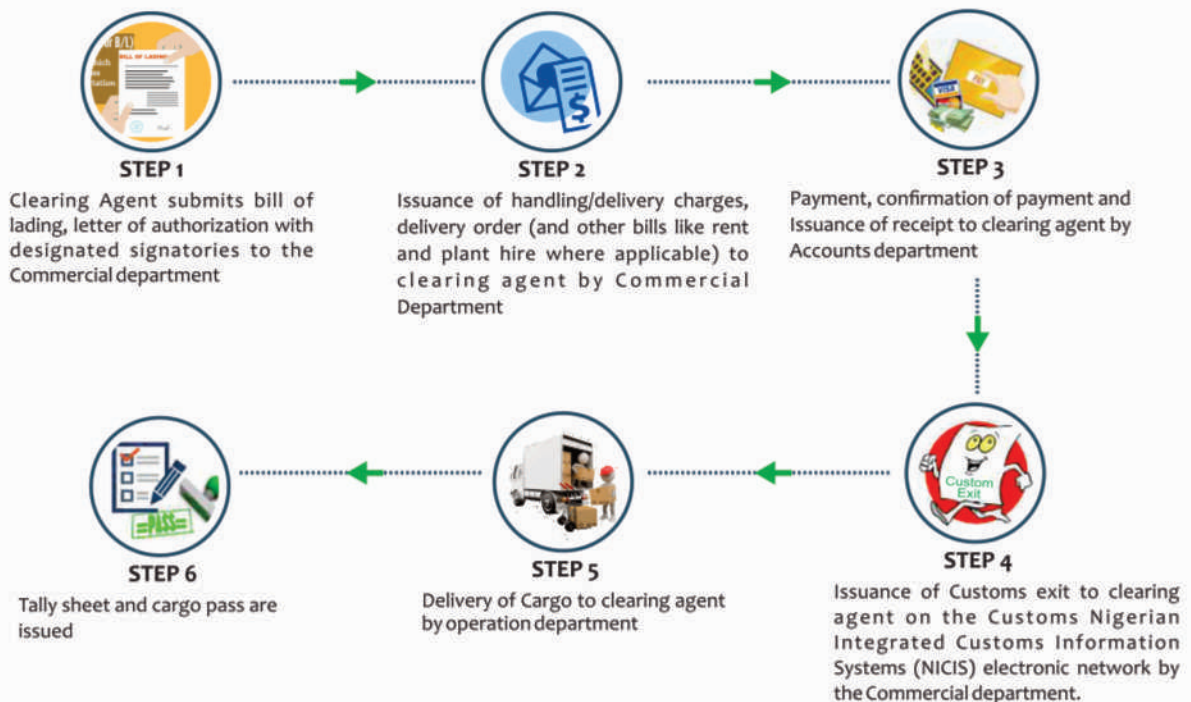 or B/L)
BILL OF LADING
STEP 1
Clearing Agent submits bill of
lading, letter of authorization with
designated signatories to the
Commercial department
$
STEP 2
Issuance of handling/delivery charges,
delivery order (and other bills like rent
and plant hire where applicable) to
clearing agent by Commercial
Department
VISA
STEP 3
Payment, confirmation of payment and
Issuance of receipt to clearing agent by
Accounts department
Custom
Exit
STEP 4
Issuance of Customs exit to clearing
agent on the Customs Nigerian
Integrated Customs Information
Systems (NICIS) electronic network by
the Commercial department.
STEP 5
Delivery of Cargo to clearing agent
by operation department
=PASS=
STEP 6
Tally sheet and cargo pass are
issued